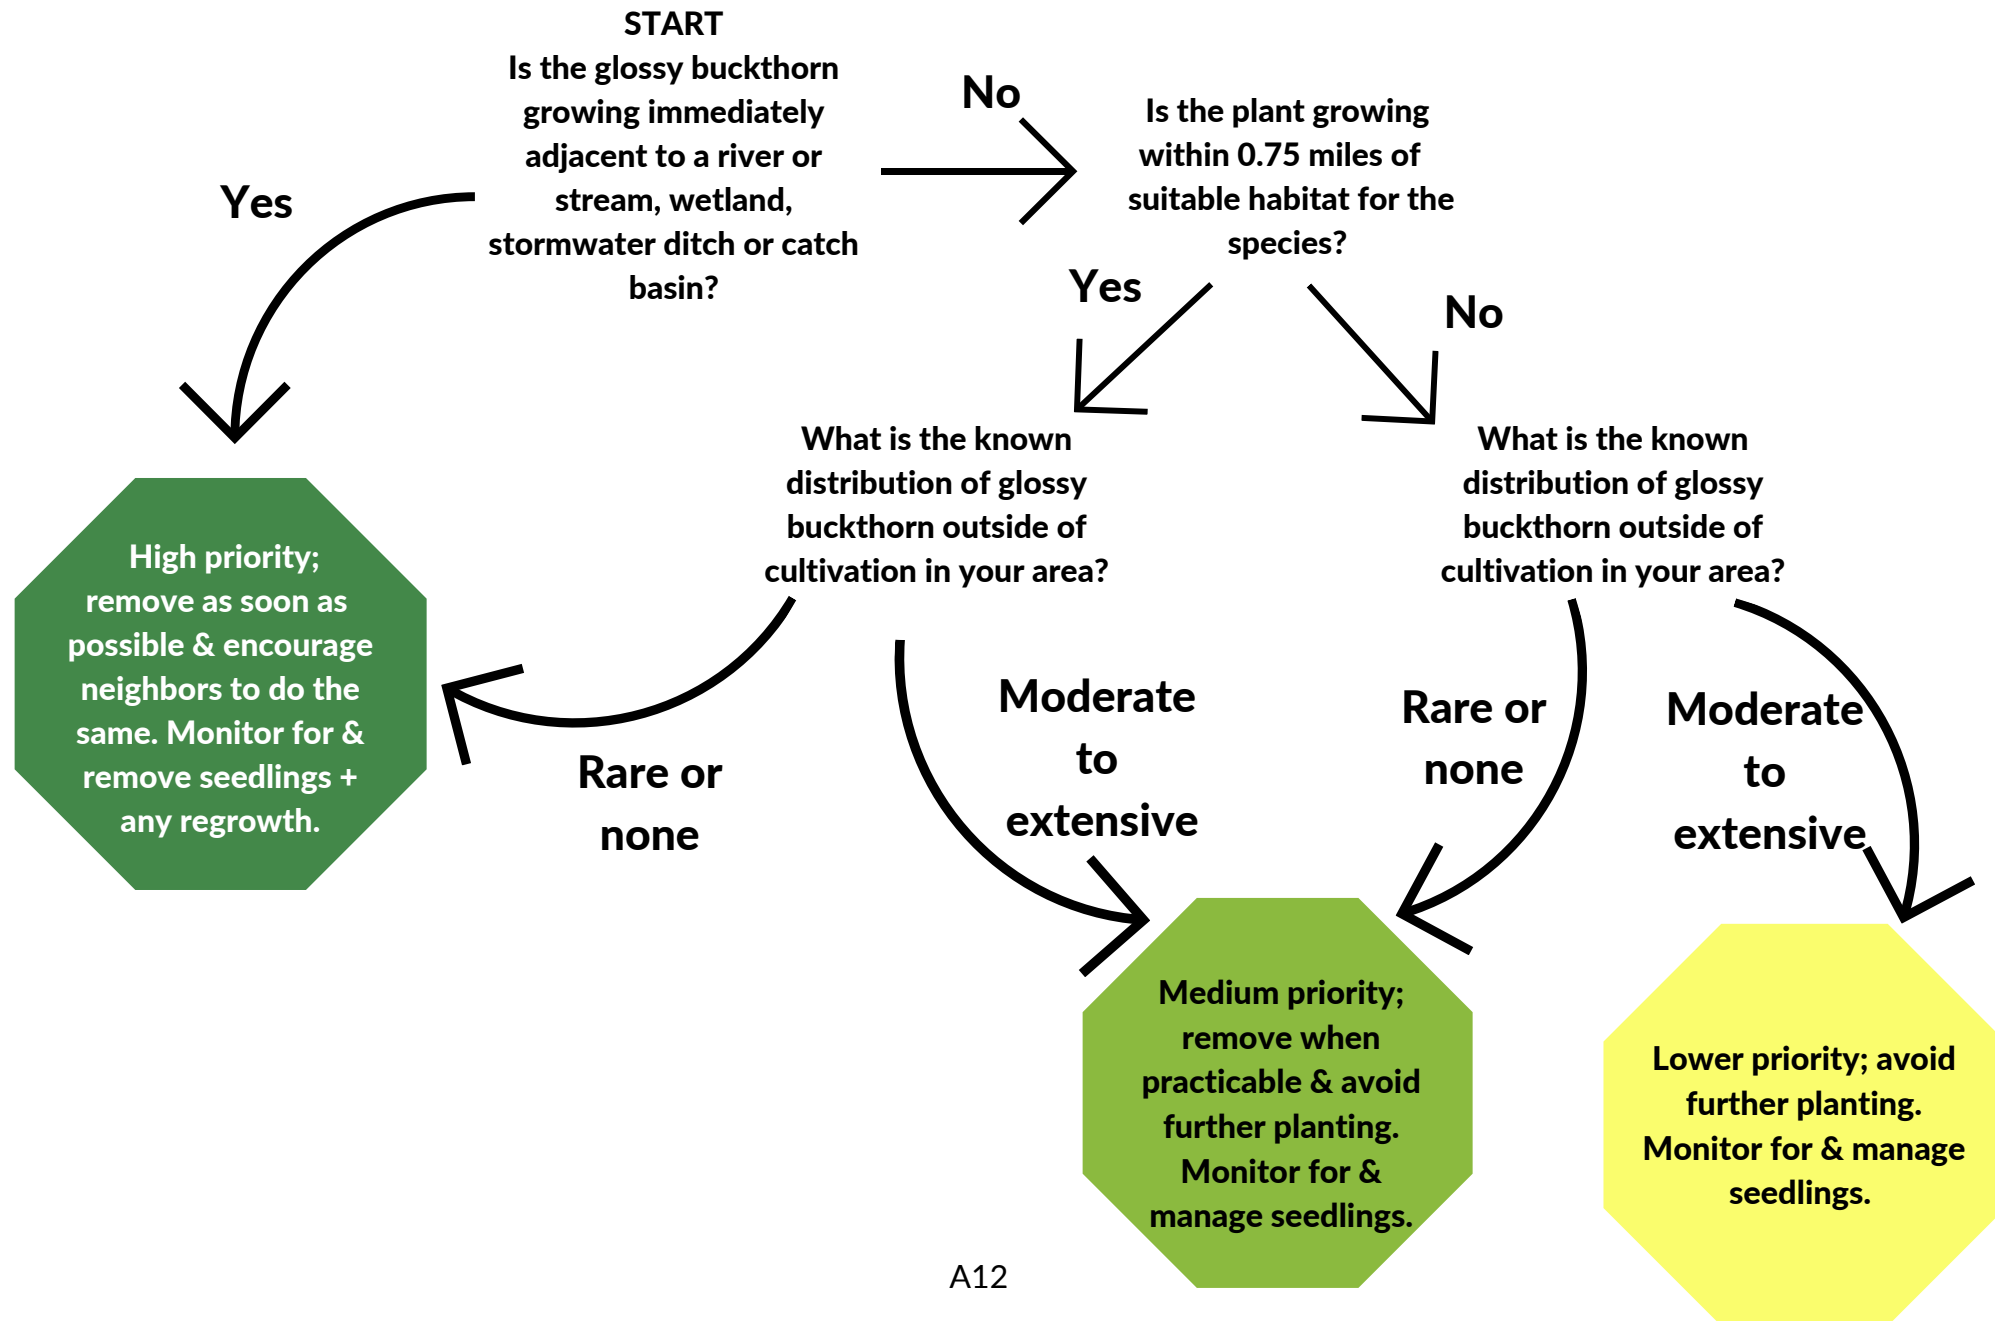 START
Is the glossy buckthorn
growing immediately
adjacent to a river or
stream, wetland,
stormwater ditch or catch
basin?
Yes
No
Is the plant growing
within 0.75 miles of
suitable habitat for the
species?
Yes
No
What is the known
distribution of glossy
buckthorn outside of
cultivation in your area?
What is the known
distribution of glossy
buckthorn outside of
cultivation in your area?
High priority;
remove as soon as
possible & encourage
neighbors to do the
same. Monitor for &
remove seedlings +
any regrowth.
Rare or
none
Moderate
to
extensive
Rare or
none
Moderate
to
extensive
Medium priority;
remove when
practicable & avoid
further planting.
Monitor for &
manage seedlings.
Lower priority; avoid
further planting.
Monitor for & manage
seedlings.
A12